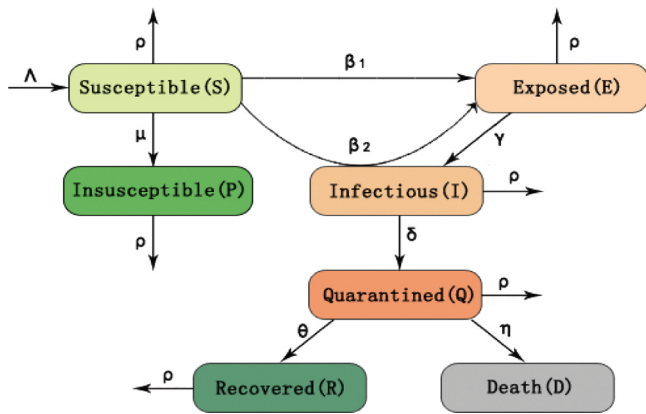 ρ
ρ
Λ
Susceptible(S)
β₁
Exposed(E)
μ
β₂
γ
Insusceptible(P)
Infectious(I)
ρ
ρ
δ
Quarantined(Q)
ρ
θ
η
ρ
Recovered(R)
Death(D)